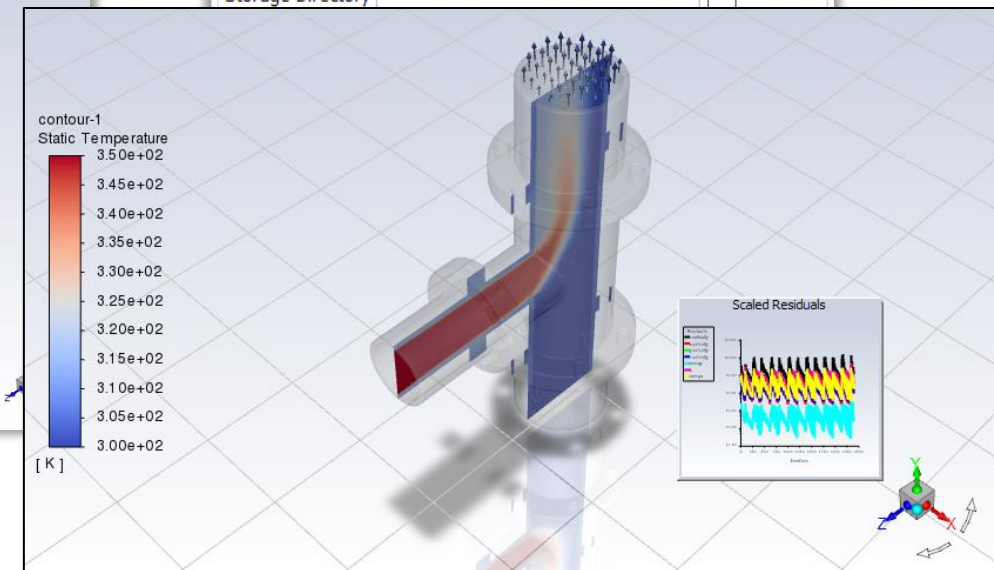 Storage Directory
contour-1
Static Temperature
3.50e+02
3.45e+02
3.40e+02
3.35e+02
3.30e+02
3.25e+02
3.20e+02
3.15e+02
3.10e+02
3.05e+02
3.00e+02
[ K ]
Scaled Residuals
Y
Z
X
z